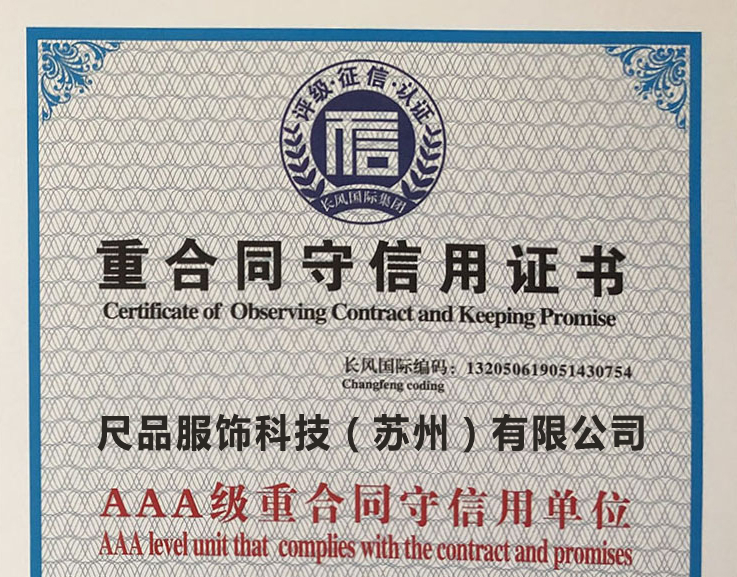 评级·征信·认证
信
长风国际集团
重合同守信用证书
Certificate of Observing Contract and Keeping Promise
长风国际编码：132050619051430754
Changfeng coding
尺品服饰科技（苏州）有限公司
AAA级重合同守信用单位
AAA level unit that complies with the contract and promises